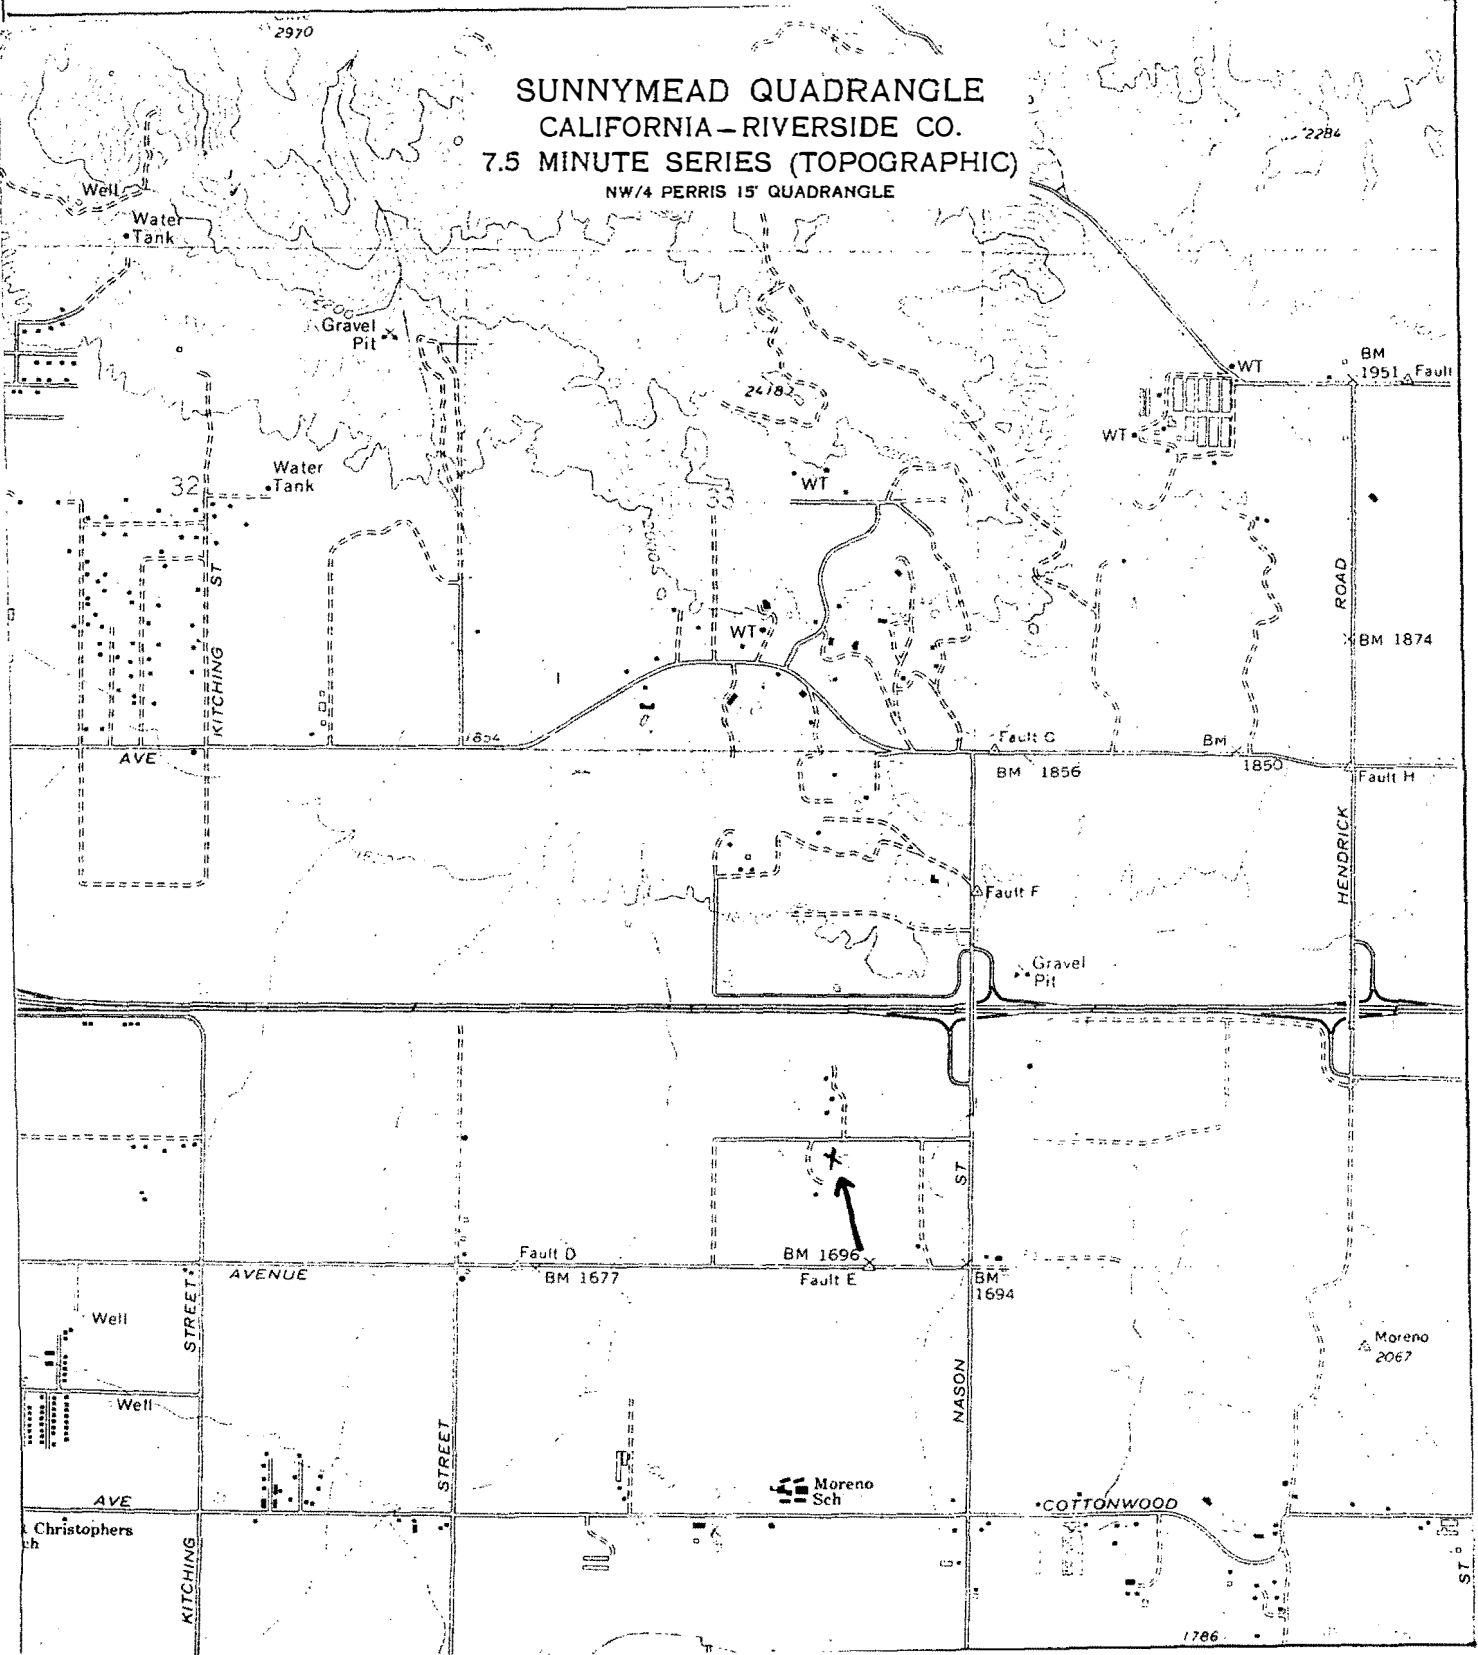 2970
SUNNYMEAD QUADRANGLE
CALIFORNIA—RIVERSIDE CO.
7.5 MINUTE SERIES (TOPOGRAPHIC)
NW/4 PERRIS 15' QUADRANGLE
2284
Well
Water
Tank
Gravel
Pit
WT
BM
1951
Fault
WT
Water
Tank
32
WT
33
ROAD
ST
KITCHING
WT
BM 1874
1854
AVE
Fault G
BM 1856
BM
1850
Fault H
HENDRICK
Fault F
Gravel
Pit
ST
Fault D
BM 1677
BM 1696
Fault E
BM
1694
AVENUE
STREET
Well
Moreno
2067
Well
NASON
STREET
AVE
Moreno
Sch
COTTONWOOD
Christophers
KITCHING
ST
1786